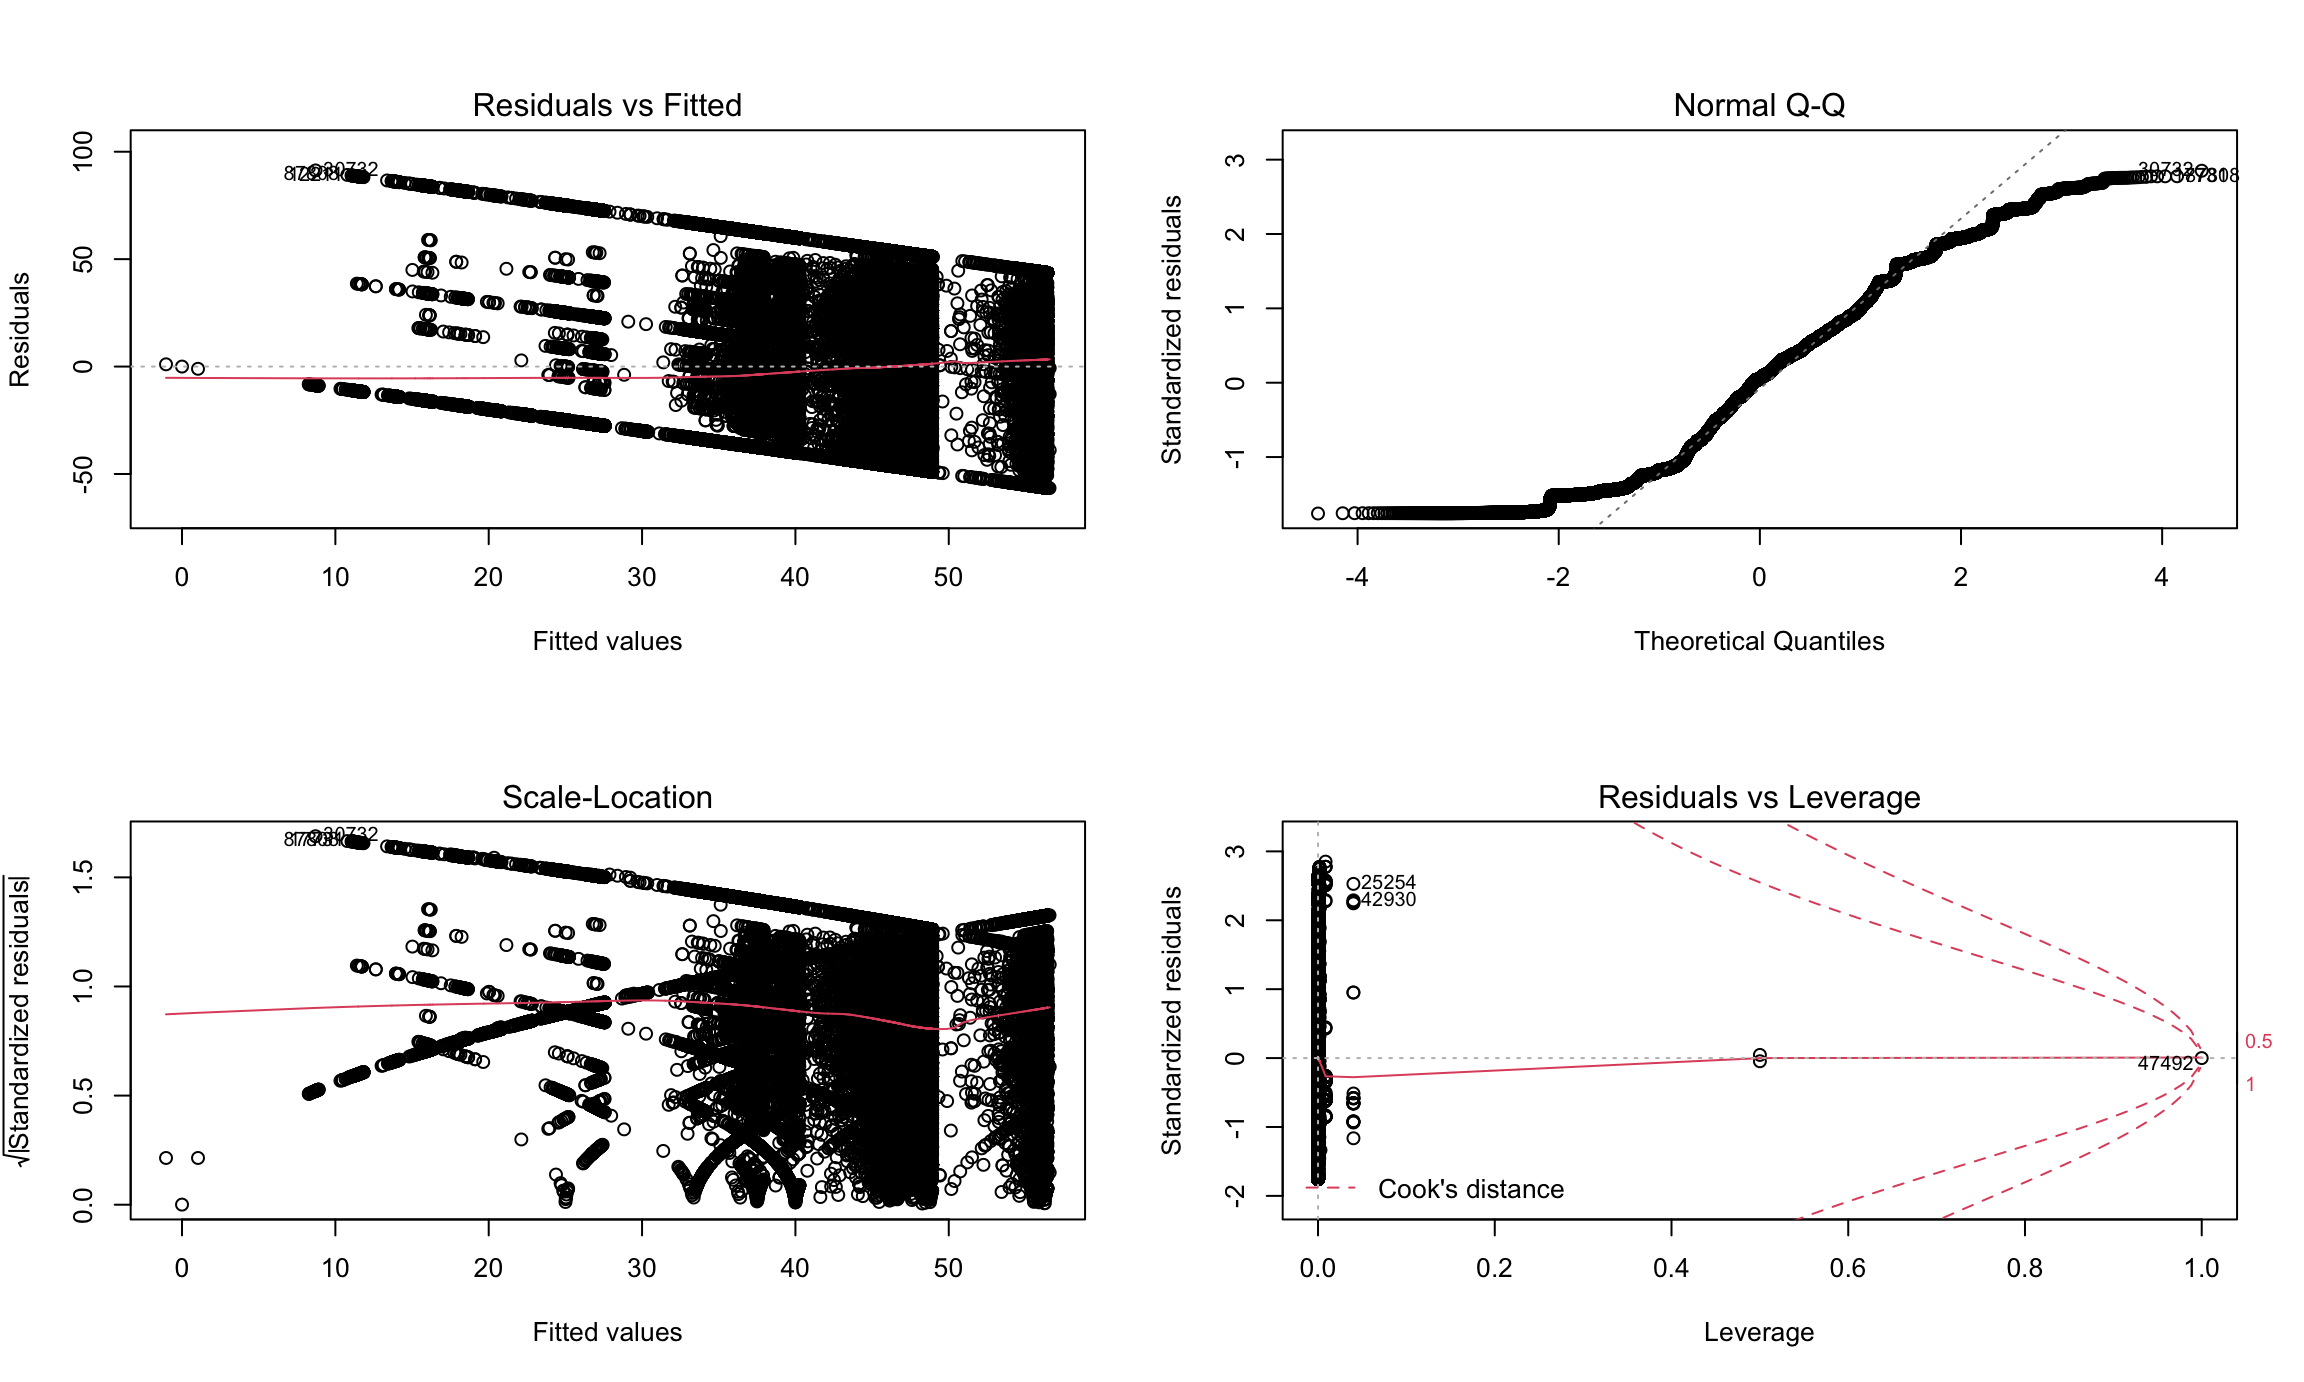 Residuals vs Fitted
Residuals
100
50
0
-50
30732
0 10 20 30 40 50
Fitted values
Normal Q-Q
Standardized residuals
3
2
1
0
-1
30732
-4 -2 0 2 4
Theoretical Quantiles
Scale-Location
√|Standardized residuals|
1.5
1.0
0.5
0.0
30732
0 10 20 30 40 50
Fitted values
Residuals vs Leverage
Standardized residuals
3
2
1
0
-1
-2
25254
42930
47492
0.5
1
Cook's distance
0.0 0.2 0.4 0.6 0.8 1.0
Leverage